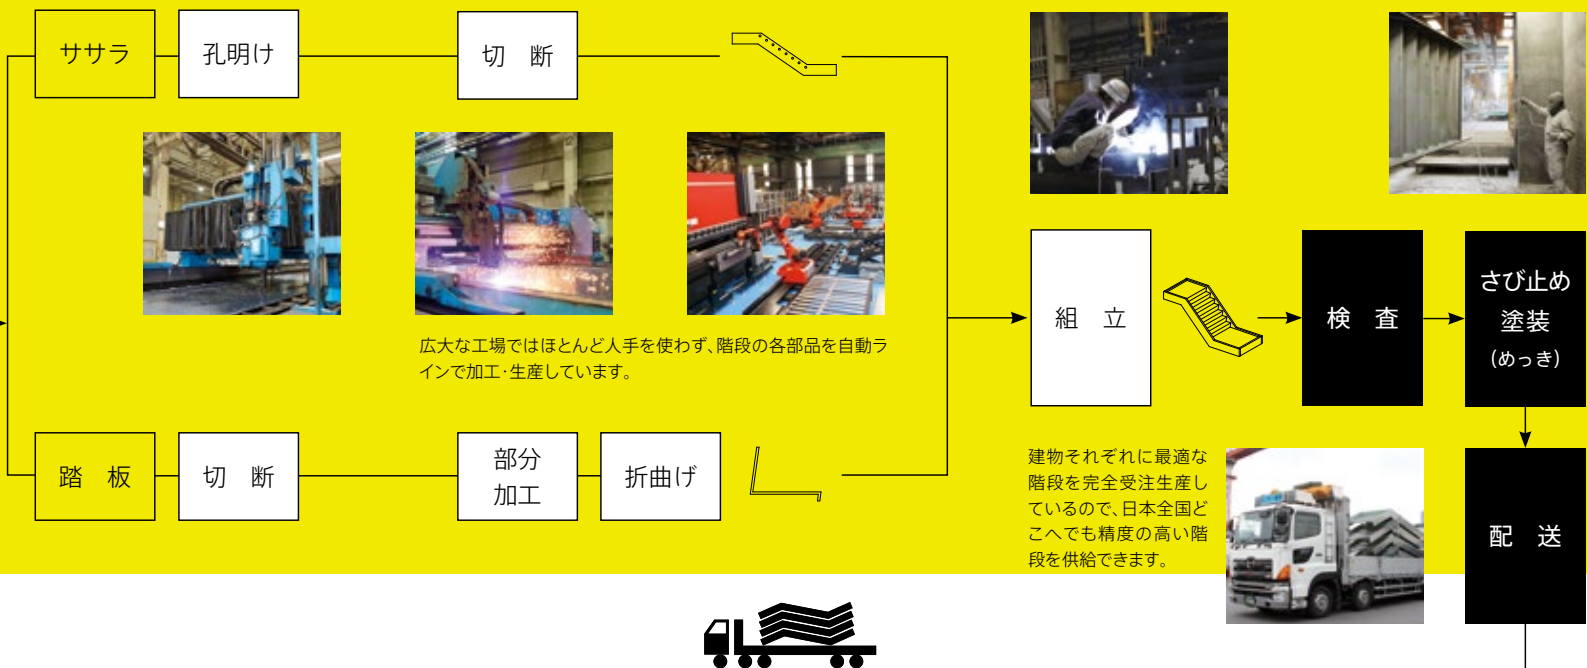 ササラ
孔明け
切 断
広大な工場ではほとんど人手を使わず、階段の各部品を自動ラ
インで加工・生産しています。
踏 板
切 断
部分
加工
折曲げ
組 立
検 査
さび止め
塗装
(めっき)
建物それぞれに最適な
階段を完全受注生産し
ているので、日本全国ど
こへでも精度の高い階
段を供給できます。
配 送